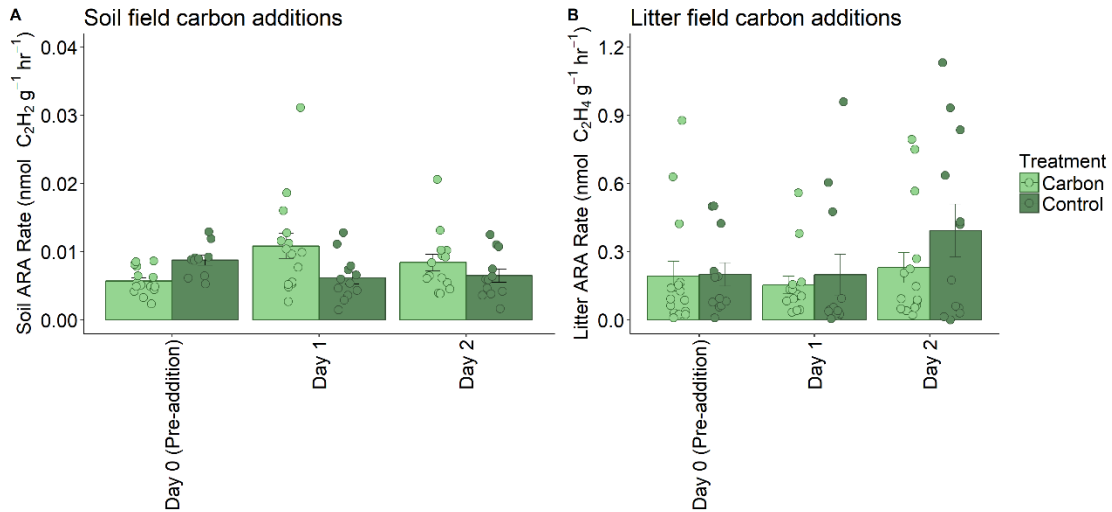 A
Soil field carbon additions
Soil ARA Rate (nmol C₂H₂ g⁻¹ hr⁻¹)
0.04
0.03
0.02
0.01
0.00
Day 0 (Pre-addition)
Day 1
Day 2
B
Litter field carbon additions
Litter ARA Rate (nmol C₂H₄ g⁻¹ hr⁻¹)
1.2
0.9
0.6
0.3
0.0
Day 0 (Pre-addition)
Day 1
Day 2
Treatment
Carbon
Control